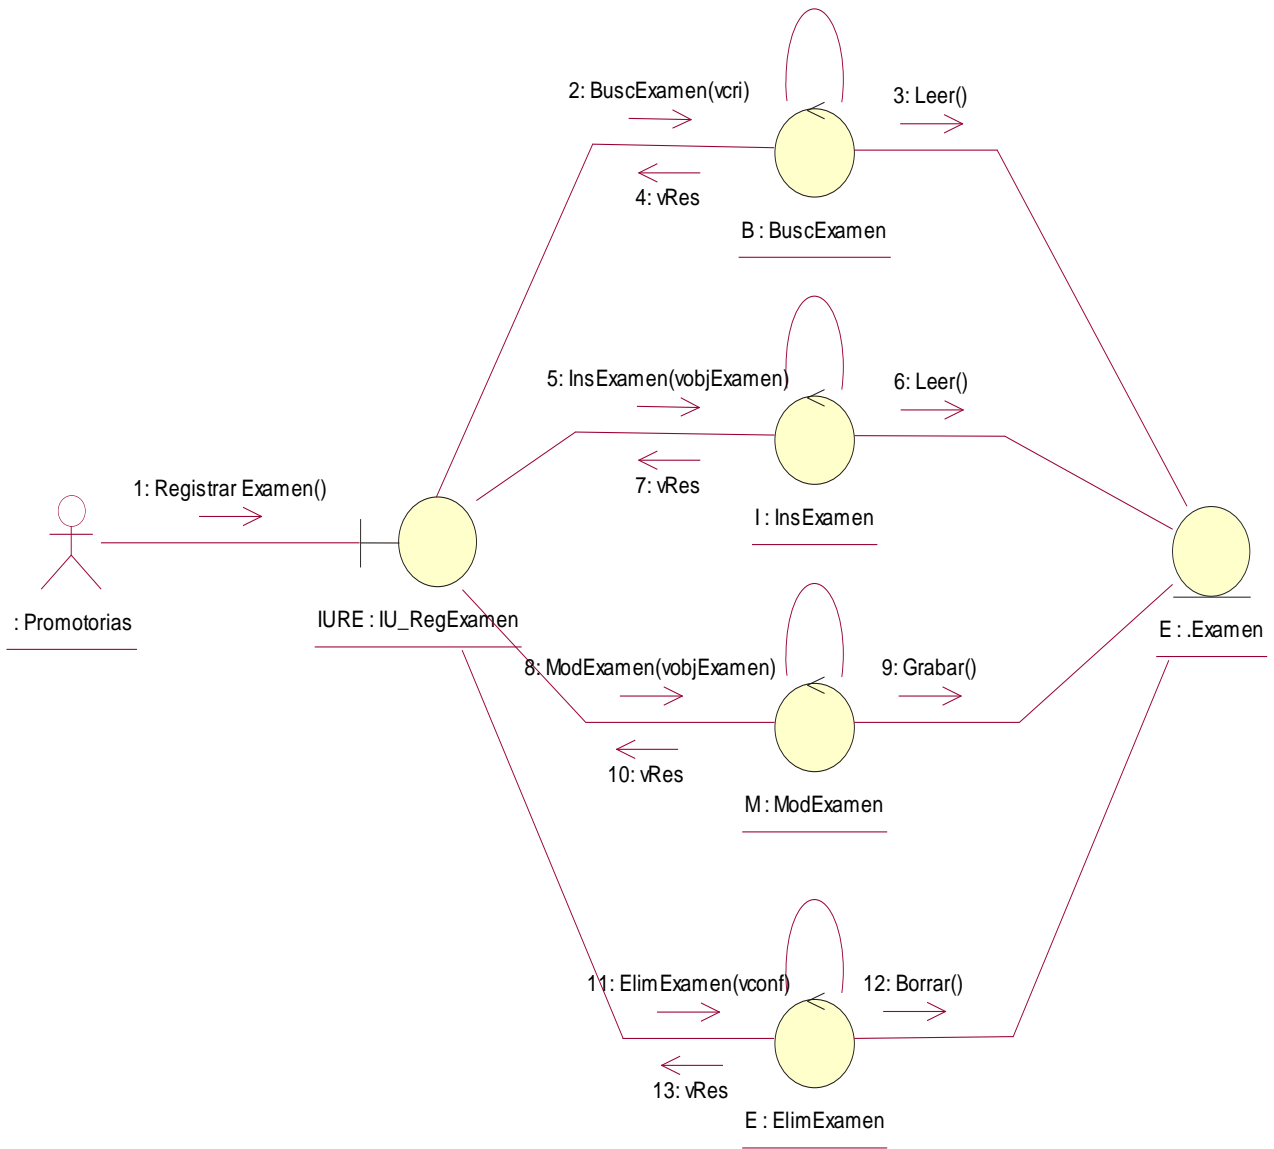 2: BuscExamen(vcri)
3: Leer()
4: vRes
B : BuscExamen
5: InsExamen(vobjExamen)
6: Leer()
7: vRes
1: Registrar Examen()
I : InsExamen
: Promotorias
IURE : IU_RegExamen
E : .Examen
8: ModExamen(vobjExamen)
9: Grabar()
10: vRes
M : ModExamen
11: ElimExamen(vconf)
12: Borrar()
13: vRes
E : ElimExamen